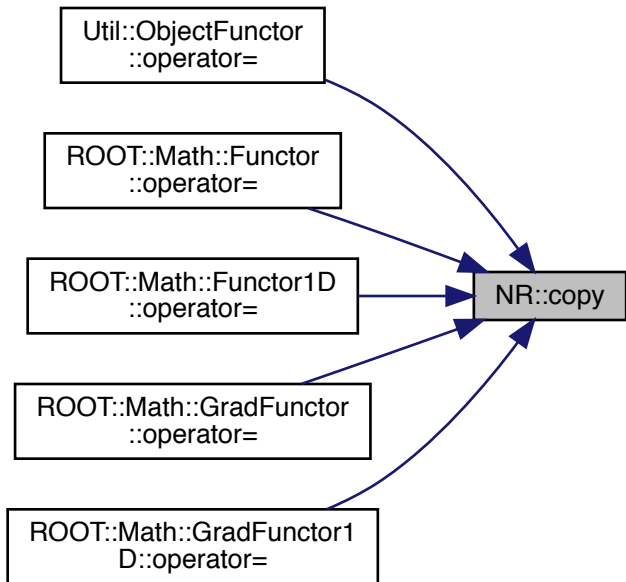 Util::ObjectFunctor
::operator=
ROOT::Math::Functor
::operator=
ROOT::Math::Functor1D
::operator=
NR::copy
ROOT::Math::GradFunctor
::operator=
ROOT::Math::GradFunctor1
D::operator=